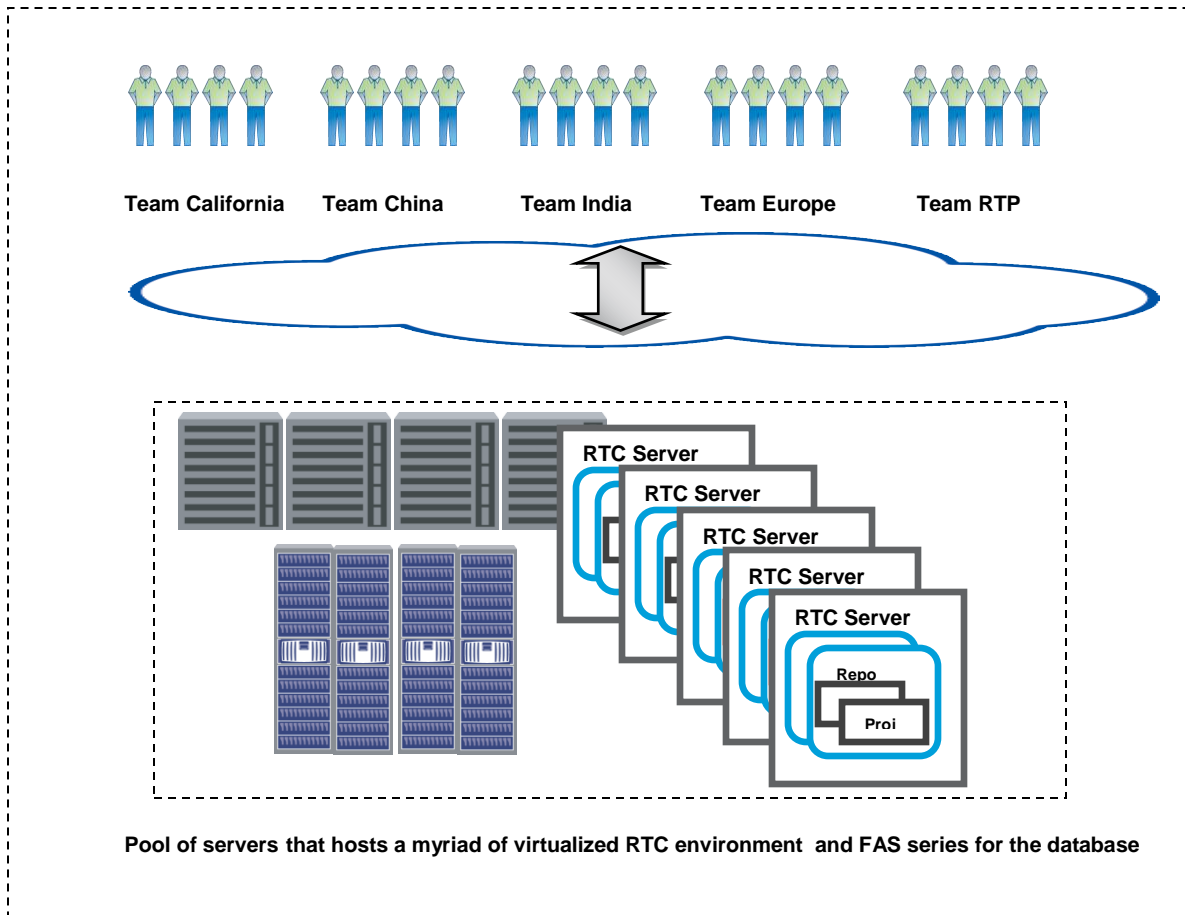 Team California
Team China
Team India
Team Europe
Team RTP
RTC Server
RTC Server
RTC Server
RTC Server
RTC Server
Repo
Proj
Pool of servers that hosts a myriad of virtualized RTC environment and FAS series for the database